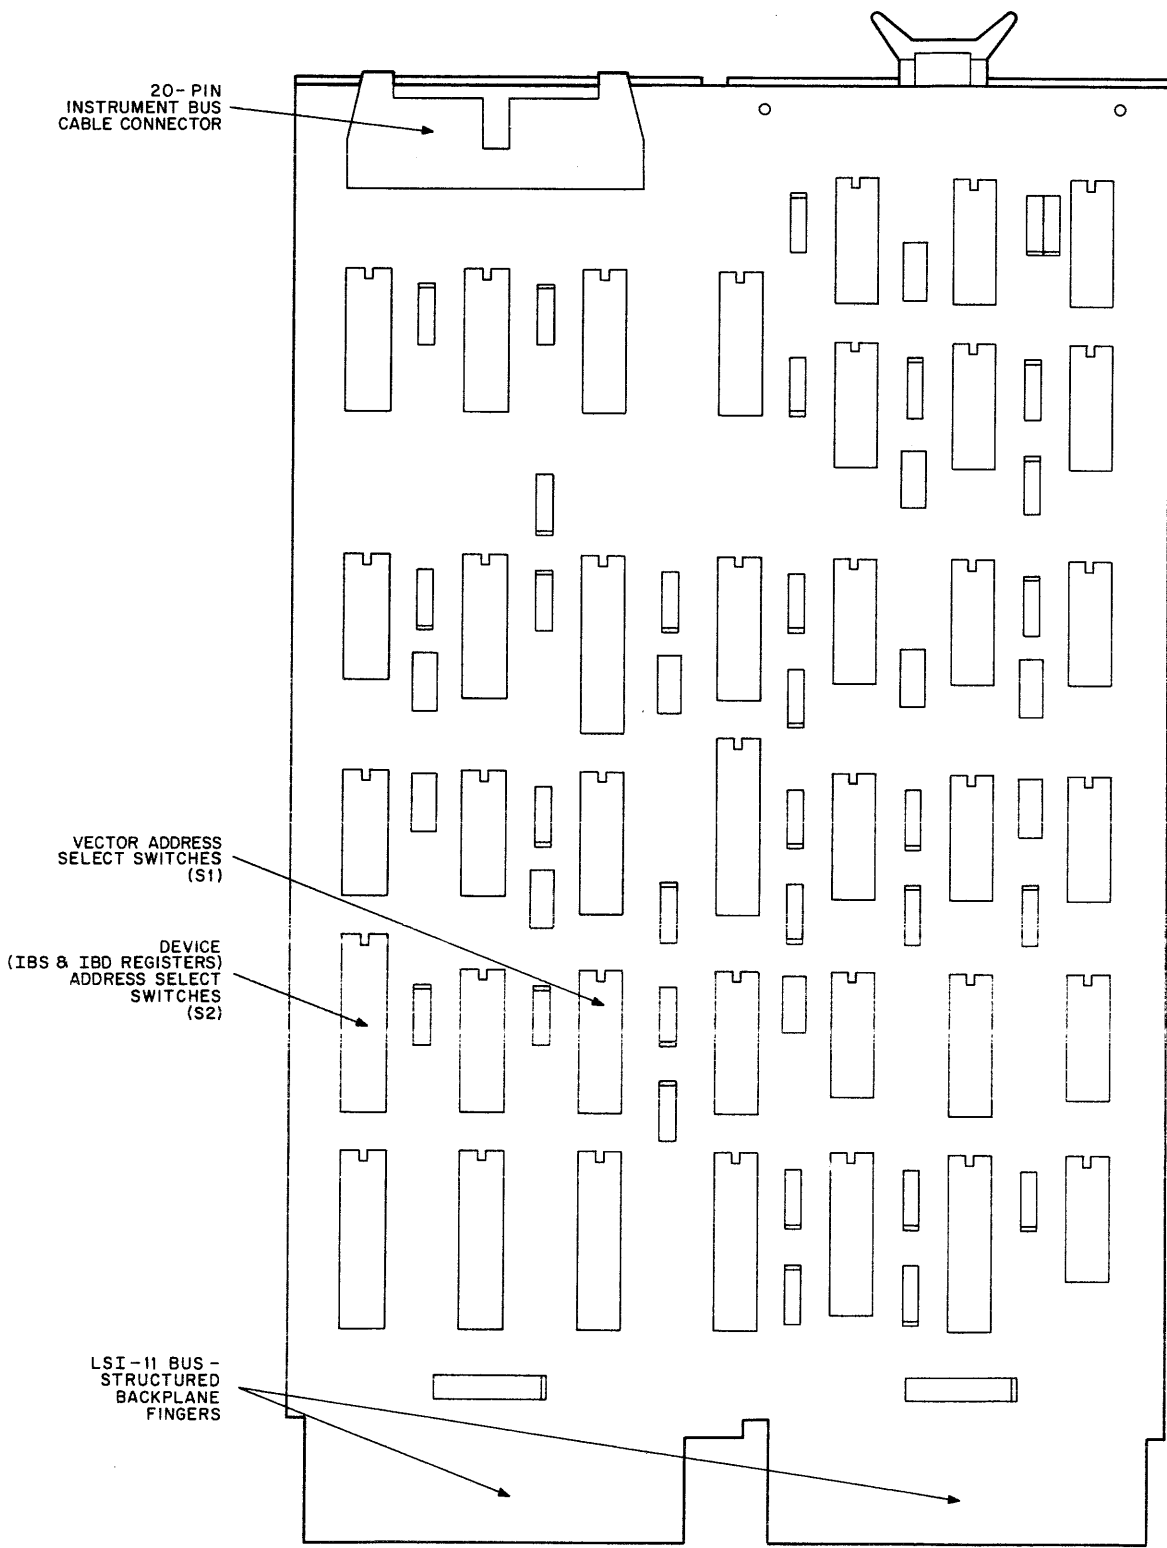 20-PIN
INSTRUMENT BUS
CABLE CONNECTOR
VECTOR ADDRESS
SELECT SWITCHES
(S1)
DEVICE
(IBS & IBD REGISTERS)
ADDRESS SELECT
SWITCHES
(S2)
LSI-11 BUS-
STRUCTURED
BACKPLANE
FINGERS